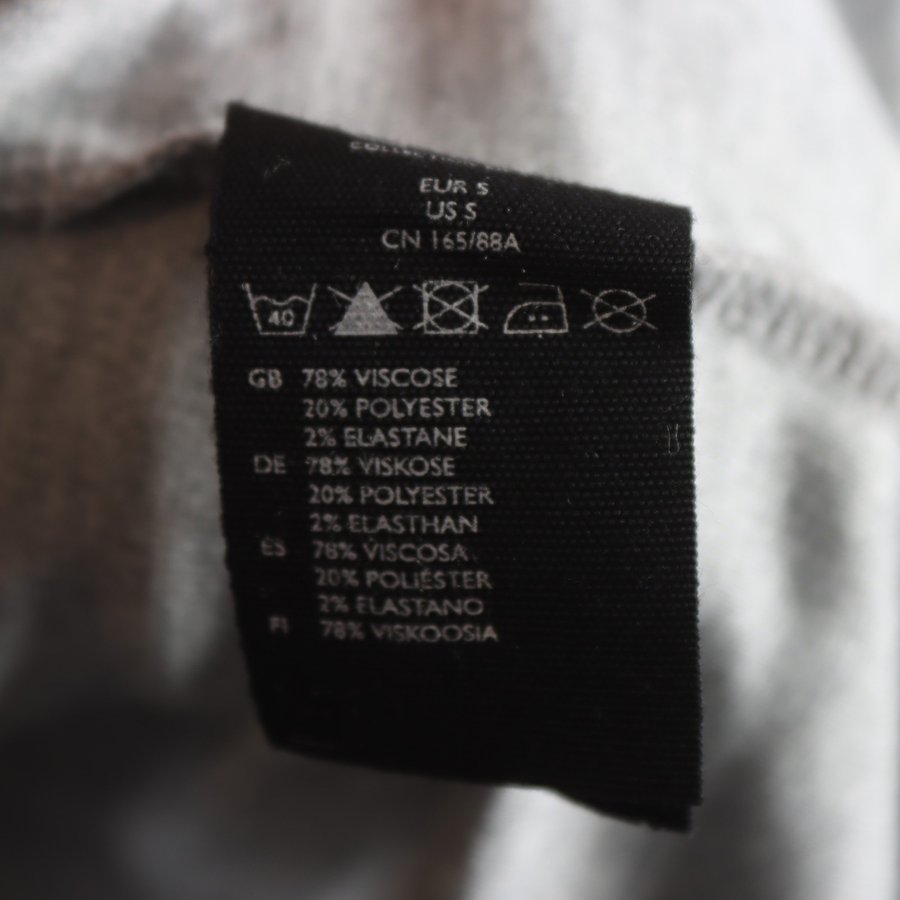 EUR S
US S
CN 165/88A
40
GB 78% VISCOSE
20% POLYESTER
2% ELASTANE
DE 78% VISKOSE
20% POLYESTER
2% ELASTHAN
ES 78% VISCOSA
20% POLIÉSTER
2% ELASTANO
FI 78% VISKOOSIA